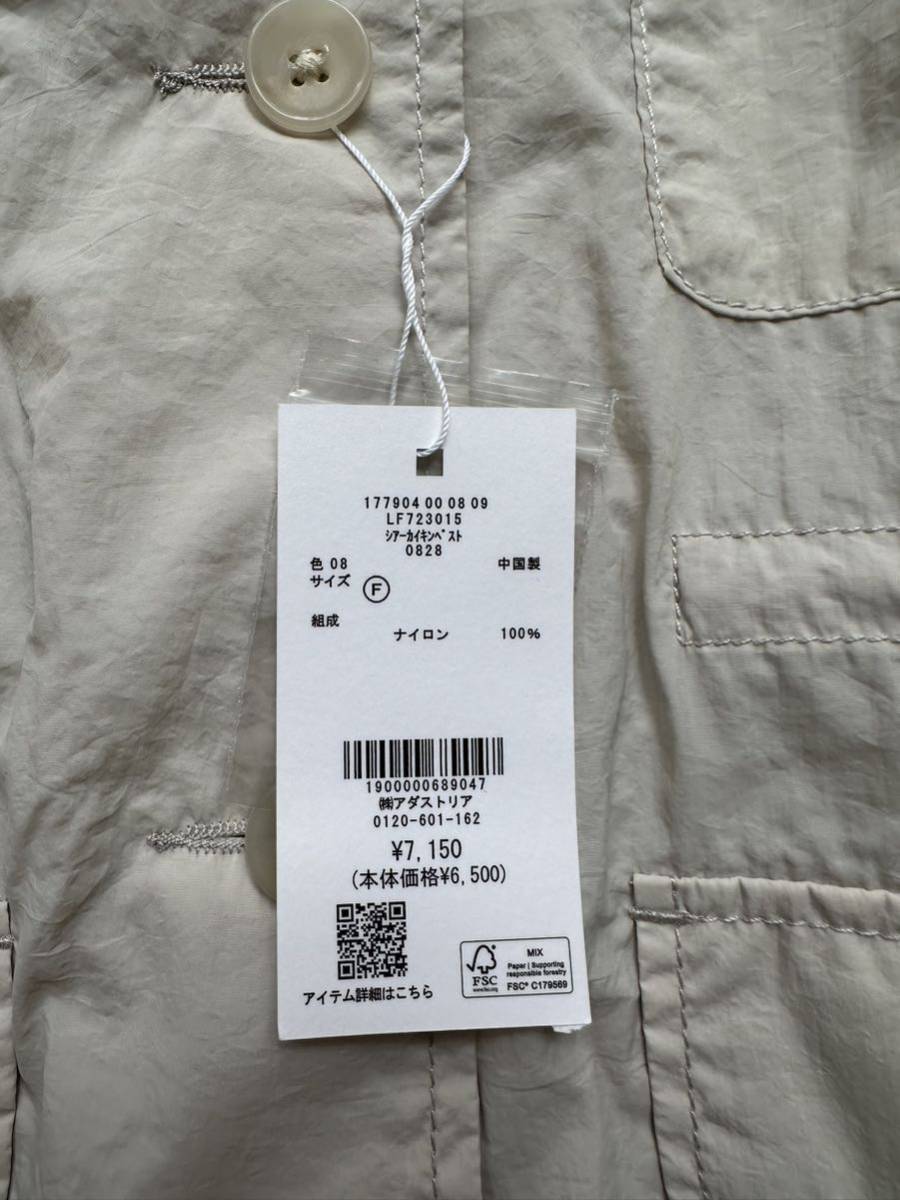 177904 00 08 09
LF723015
ｼｱｰｶｲｷﾝﾍﾞｽﾄ
0828
色 08 中国製
サイズ Ⓕ
組成
ナイロン 100%
1900000689047
㈱アダストリア
0120-601-162
¥7,150
(本体価格¥6,500)
アイテム詳細はこちら
FSC
www.fsc.org
MIX
Paper | Supporting
responsible forestry
FSC® C179569